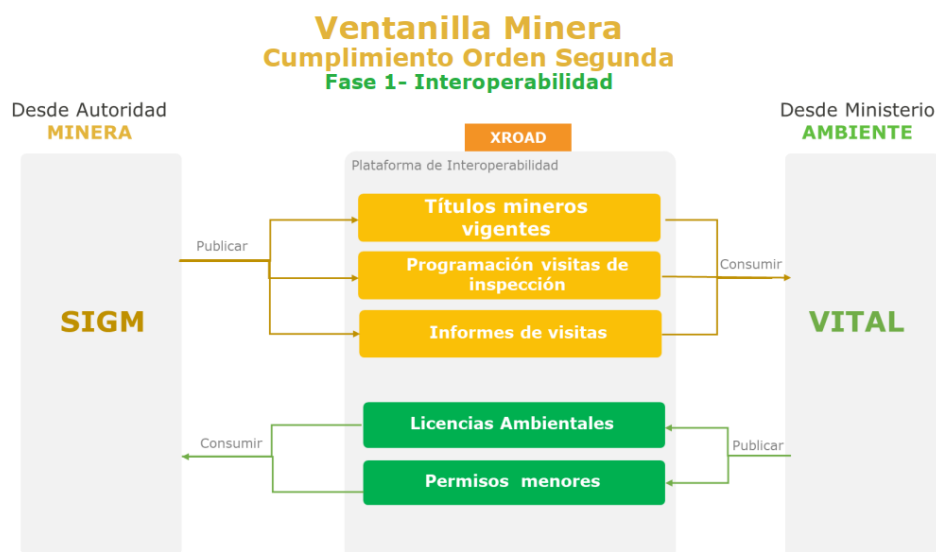 Ventanilla Minera
Cumplimiento Orden Segunda
Fase 1- Interoperabilidad
Desde Autoridad
MINERA
Desde Ministerio
AMBIENTE
XROAD
Plataforma de Interoperabilidad
Títulos mineros
vigentes
Publicar
Programación visitas de
inspección
Consumir
SIGM
Informes de visitas
VITAL
Licencias Ambientales
Consumir
Publicar
Permisos menores